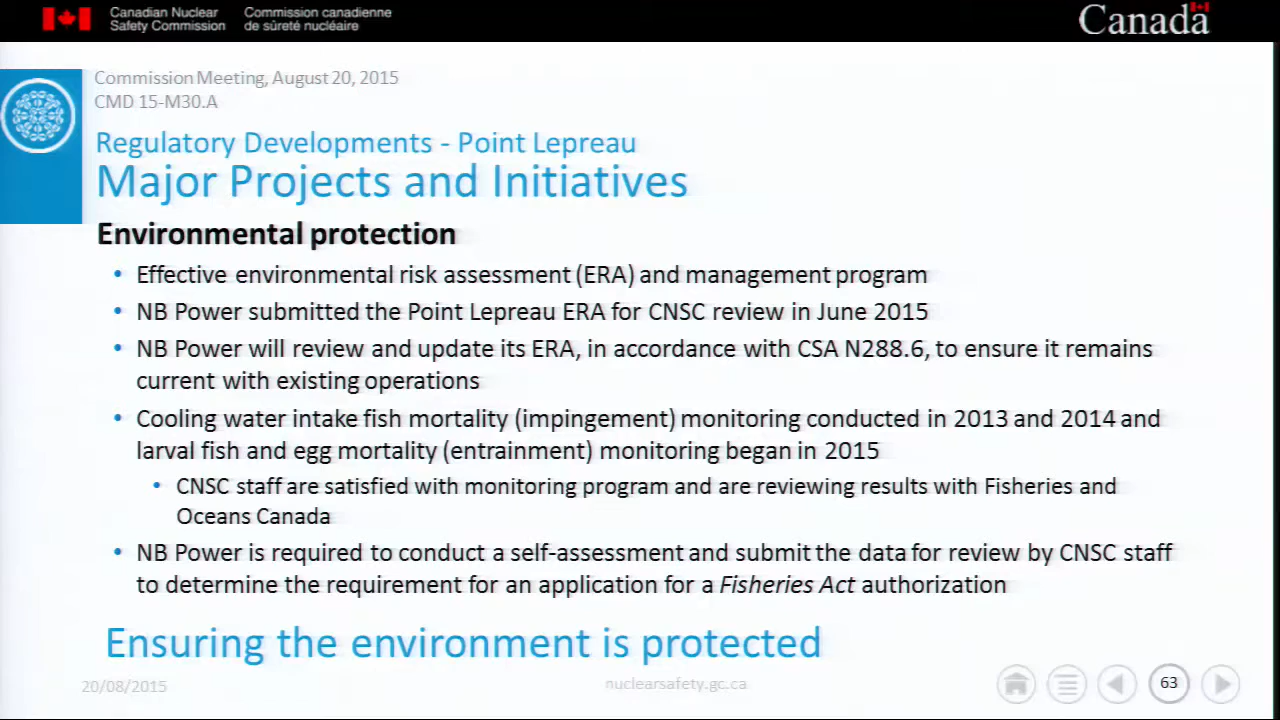 Canadian Nuclear
Safety Commission
Commission canadienne
de sûreté nucléaire
Canada
Commission Meeting, August 20, 2015
CMD 15-M30.A
Regulatory Developments - Point Lepreau
Major Projects and Initiatives
Environmental protection
• Effective environmental risk assessment (ERA) and management program
• NB Power submitted the Point Lepreau ERA for CNSC review in June 2015
• NB Power will review and update its ERA, in accordance with CSA N288.6, to ensure it remains
current with existing operations
• Cooling water intake fish mortality (impingement) monitoring conducted in 2013 and 2014 and
larval fish and egg mortality (entrainment) monitoring began in 2015
• CNSC staff are satisfied with monitoring program and are reviewing results with Fisheries and
Oceans Canada
• NB Power is required to conduct a self-assessment and submit the data for review by CNSC staff
to determine the requirement for an application for a Fisheries Act authorization
Ensuring the environment is protected
20/08/2015
nuclearsafety.gc.ca
63